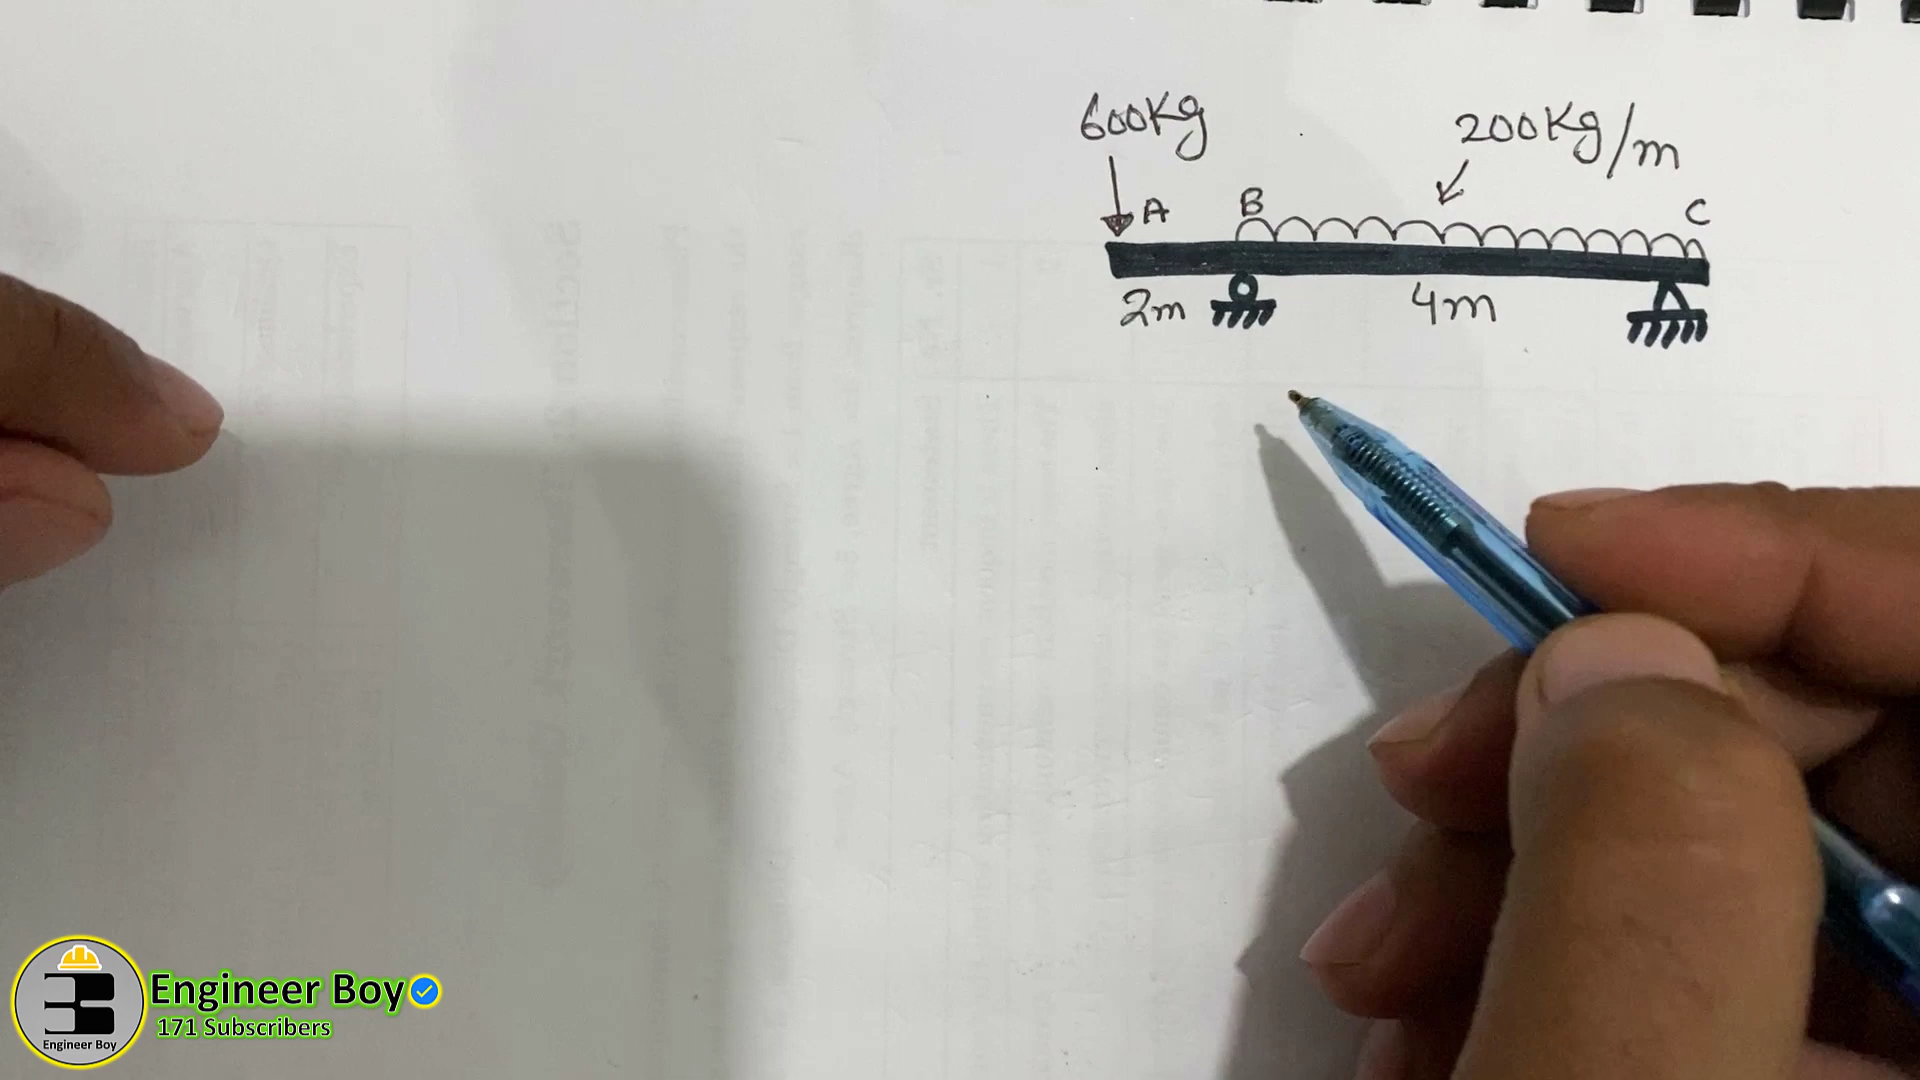 600Kg
200Kg/m
A
B
C
2m
4m
Engineer Boy
171 Subscribers
Engineer Boy